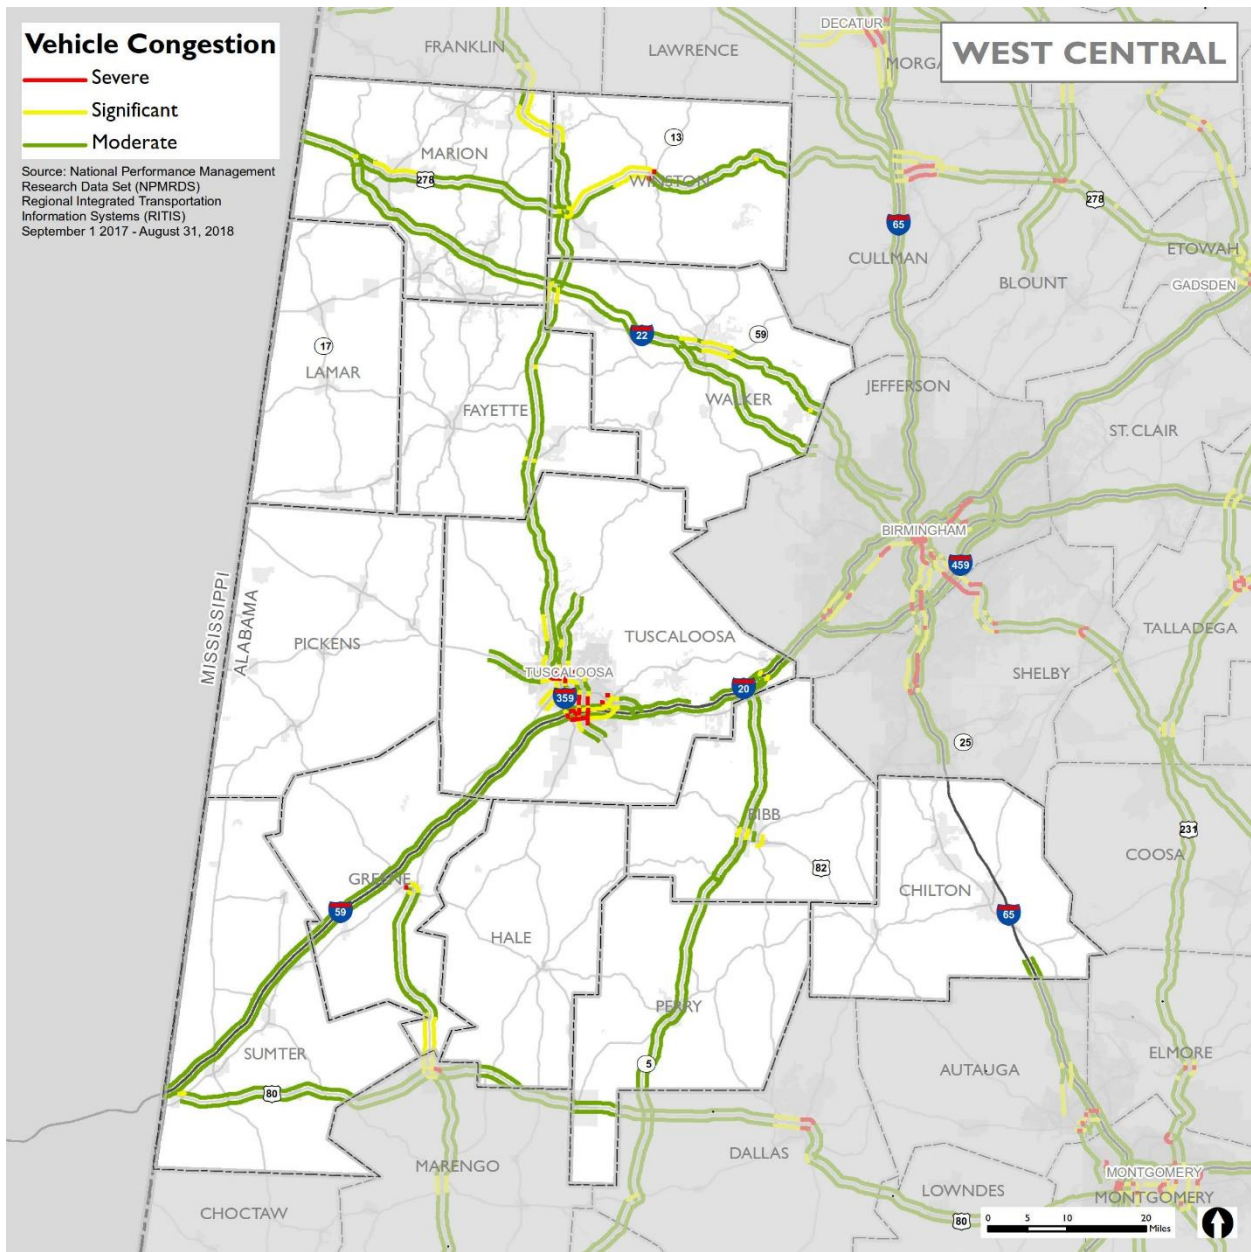 Vehicle Congestion
Severe
Significant
Moderate
Source: National Performance Management
Research Data Set (NPMRDS)
Regional Integrated Transportation
Information Systems (RITIS)
September 1 2017 - August 31, 2018
WEST CENTRAL
DECATUR
FRANKLIN
LAWRENCE
MORGA
13
MARION
278
WINSTON
278
65
CULLMAN
ETOWAH
BLOUNT
GADSDEN
22
59
17
LAMAR
JEFFERSON
WALKER
FAYETTE
ST. CLAIR
BIRMINGHAM
459
MISSISSIPPI
ALABAMA
PICKENS
TUSCALOOSA
TALLADEGA
TUSCALOOSA
SHELBY
359
20
25
BIBB
231
COOSA
82
GREENE
CHILTON
59
65
HALE
PERRY
SUMTER
5
ELMORE
AUTAUGA
80
DALLAS
MARENGO
MONTGOMERY
LOWNDES
MONTGOMERY
CHOCTAW
80
0 5 10 20
Miles